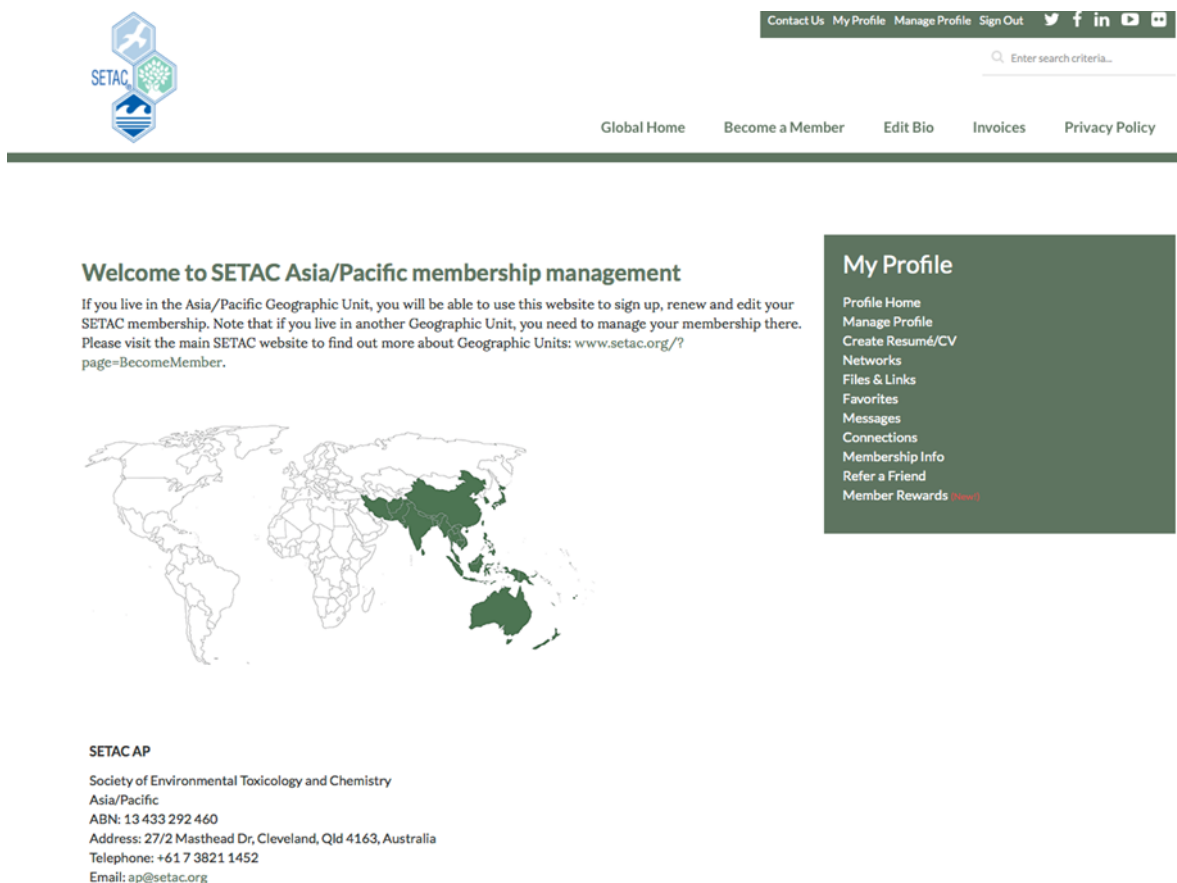 SETAC
Contact Us My Profile Manage Profile Sign Out
Enter search criteria...
Global Home Become a Member Edit Bio Invoices Privacy Policy
Welcome to SETAC Asia/Pacific membership management
If you live in the Asia/Pacific Geographic Unit, you will be able to use this website to sign up, renew and edit your
SETAC membership. Note that if you live in another Geographic Unit, you need to manage your membership there.
Please visit the main SETAC website to find out more about Geographic Units: www.setac.org/?
page=BecomeMember.
My Profile
Profile Home
Manage Profile
Create Resumé/CV
Networks
Files & Links
Favorites
Messages
Connections
Membership Info
Refer a Friend
Member Rewards (New!)
SETAC AP
Society of Environmental Toxicology and Chemistry
Asia/Pacific
ABN: 13 433 292 460
Address: 27/2 Masthead Dr, Cleveland, Qld 4163, Australia
Telephone: +61 7 3821 1452
Email: ap@setac.org